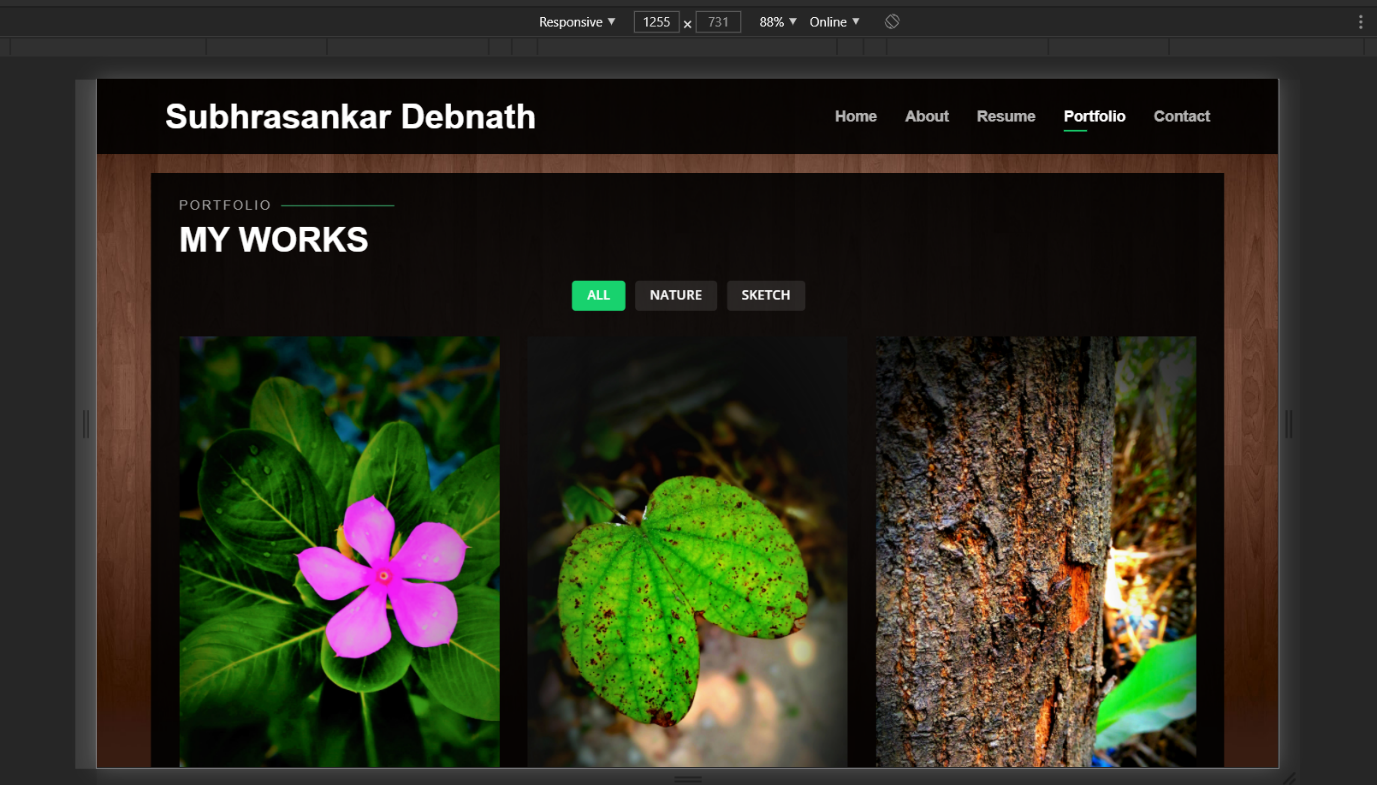 Responsive ▼ 1255 × 731 88% ▼ Online ▼
Subhrasankar Debnath Home About Resume Portfolio Contact
PORTFOLIO
MY WORKS
ALL NATURE SKETCH